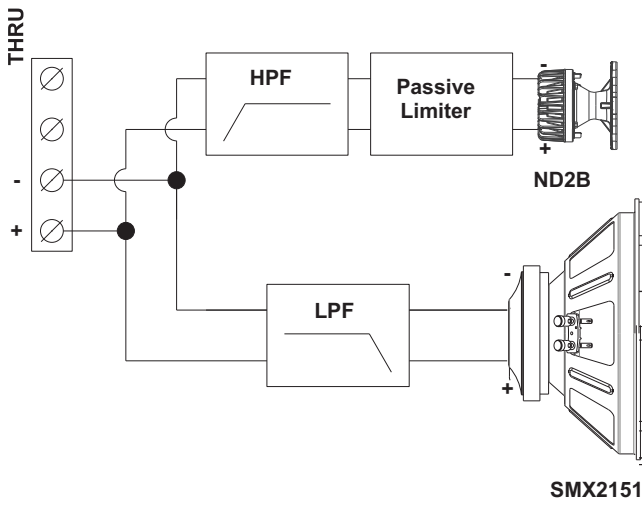 THRU
-
+
HPF
Passive
Limiter
-
+
ND2B
LPF
-
+
SMX2151